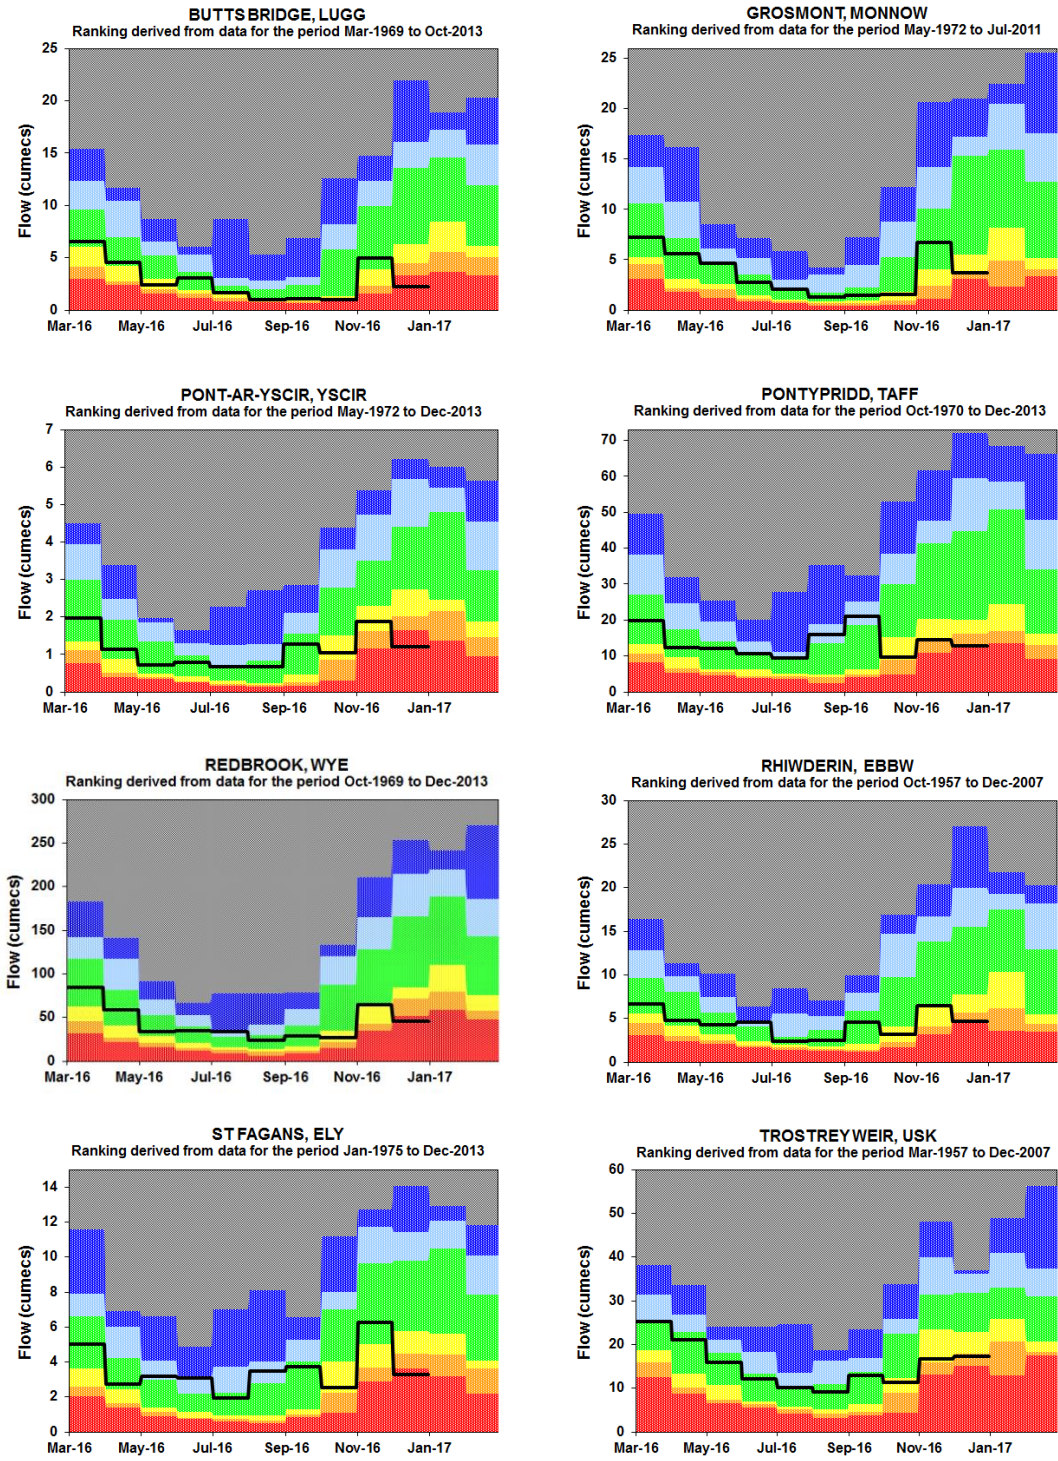 BUTTS BRIDGE, LUGG
Ranking derived from data for the period Mar-1969 to Oct-2013
Flow (cumecs)
25
20
15
10
5
0
Mar-16 May-16 Jul-16 Sep-16 Nov-16 Jan-17
GROSMONT, MONNOW
Ranking derived from data for the period May-1972 to Jul-2011
Flow (cumecs)
25
20
15
10
5
0
Mar-16 May-16 Jul-16 Sep-16 Nov-16 Jan-17
PONT-AR-YSCIR, YSCIR
Ranking derived from data for the period May-1972 to Dec-2013
Flow (cumecs)
7
6
5
4
3
2
1
0
Mar-16 May-16 Jul-16 Sep-16 Nov-16 Jan-17
PONTYPRIDD, TAFF
Ranking derived from data for the period Oct-1970 to Dec-2013
Flow (cumecs)
70
60
50
40
30
20
10
0
Mar-16 May-16 Jul-16 Sep-16 Nov-16 Jan-17
REDBROOK, WYE
Ranking derived from data for the period Oct-1969 to Dec-2013
Flow (cumecs)
300
250
200
150
100
50
0
Mar-16 May-16 Jul-16 Sep-16 Nov-16 Jan-17
RHIWDERIN, EBBW
Ranking derived from data for the period Oct-1957 to Dec-2007
Flow (cumecs)
30
25
20
15
10
5
0
Mar-16 May-16 Jul-16 Sep-16 Nov-16 Jan-17
ST FAGANS, ELY
Ranking derived from data for the period Jan-1975 to Dec-2013
Flow (cumecs)
14
12
10
8
6
4
2
0
Mar-16 May-16 Jul-16 Sep-16 Nov-16 Jan-17
TROSTREY WEIR, USK
Ranking derived from data for the period Mar-1957 to Dec-2007
Flow (cumecs)
60
50
40
30
20
10
0
Mar-16 May-16 Jul-16 Sep-16 Nov-16 Jan-17